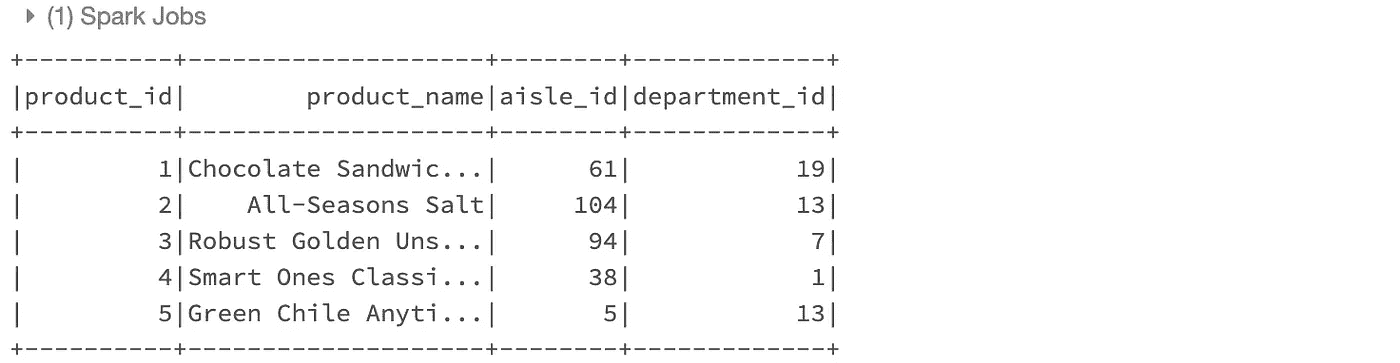 (1) Spark Jobs
+----------+--------------------+--------+-------------+
|product_id|        product_name|aisle_id|department_id|
+----------+--------------------+--------+-------------+
|         1|Chocolate Sandwic...|      61|           19|
|         2|    All-Seasons Salt|     104|           13|
|         3|Robust Golden Uns...|      94|            7|
|         4|Smart Ones Classi...|      38|            1|
|         5|Green Chile Anyti...|       5|           13|
+----------+--------------------+--------+-------------+